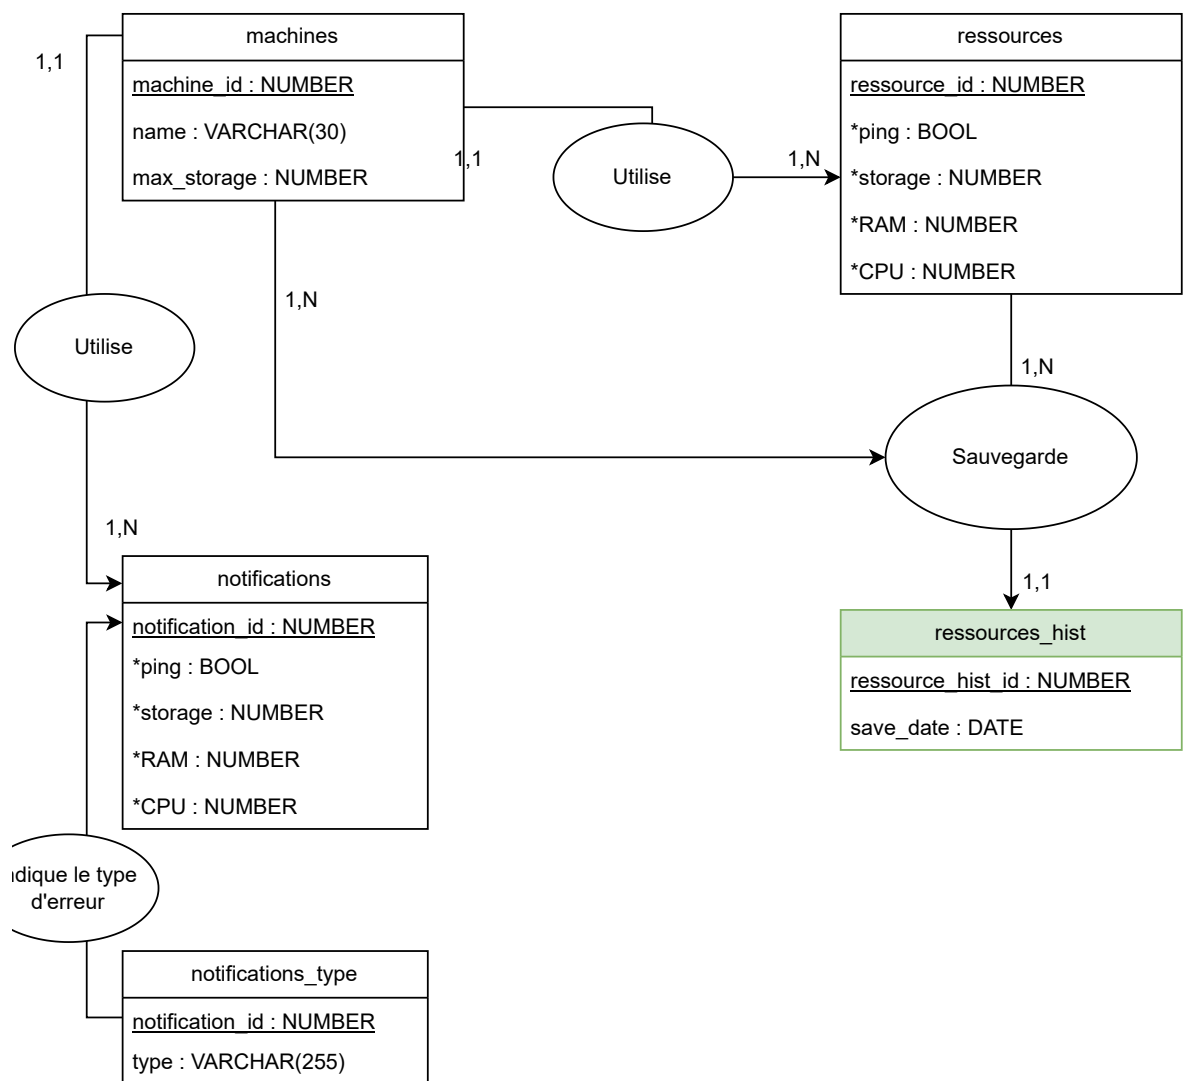 machines
machine_id : NUMBER
name : VARCHAR(30)
max_storage : NUMBER
1,1
1,1
Utilise
1,N
ressources
ressource_id : NUMBER
*ping : BOOL
*storage : NUMBER
*RAM : NUMBER
*CPU : NUMBER
1,N
Utilise
1,N
Sauvegarde
1,N
1,1
notifications
notification_id : NUMBER
*ping : BOOL
*storage : NUMBER
*RAM : NUMBER
*CPU : NUMBER
ressources_hist
ressource_hist_id : NUMBER
save_date : DATE
le type
d'erreur
notifications_type
notification_id : NUMBER
type : VARCHAR(255)